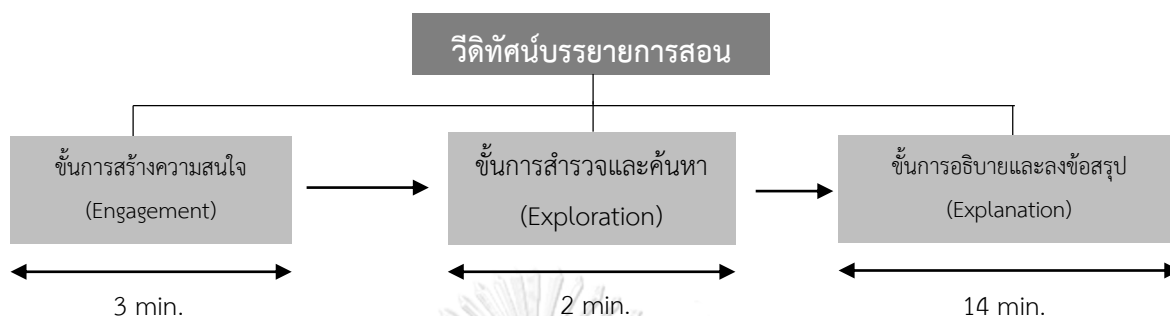 วีดิทัศน์บรรยายการสอน
ขั้นการสร้างความสนใจ
(Engagement)
ขั้นการสำรวจและค้นหา
(Exploration)
ขั้นการอธิบายและลงข้อสรุป
(Explanation)
3 min.
2 min.
14 min.